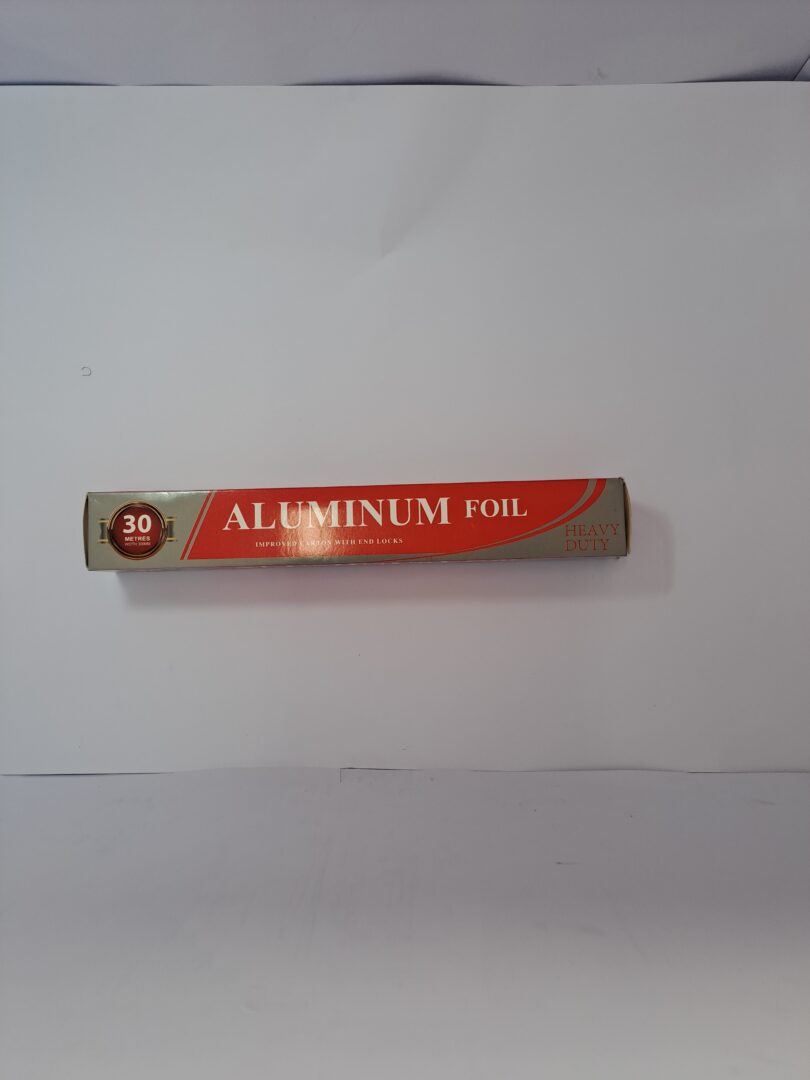 30
METRES
ALUMINUM FOIL
IMPROVED CARTON WITH END LOCKS
HEAVY
DUTY